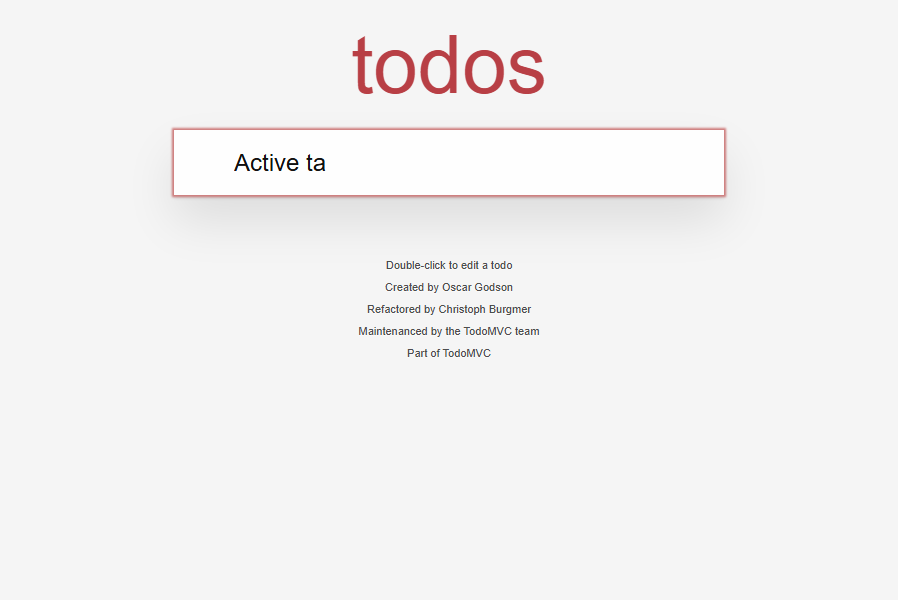 todos
Active ta
Double-click to edit a todo
Created by Oscar Godson
Refactored by Christoph Burgmer
Maintenanced by the TodoMVC team
Part of TodoMVC